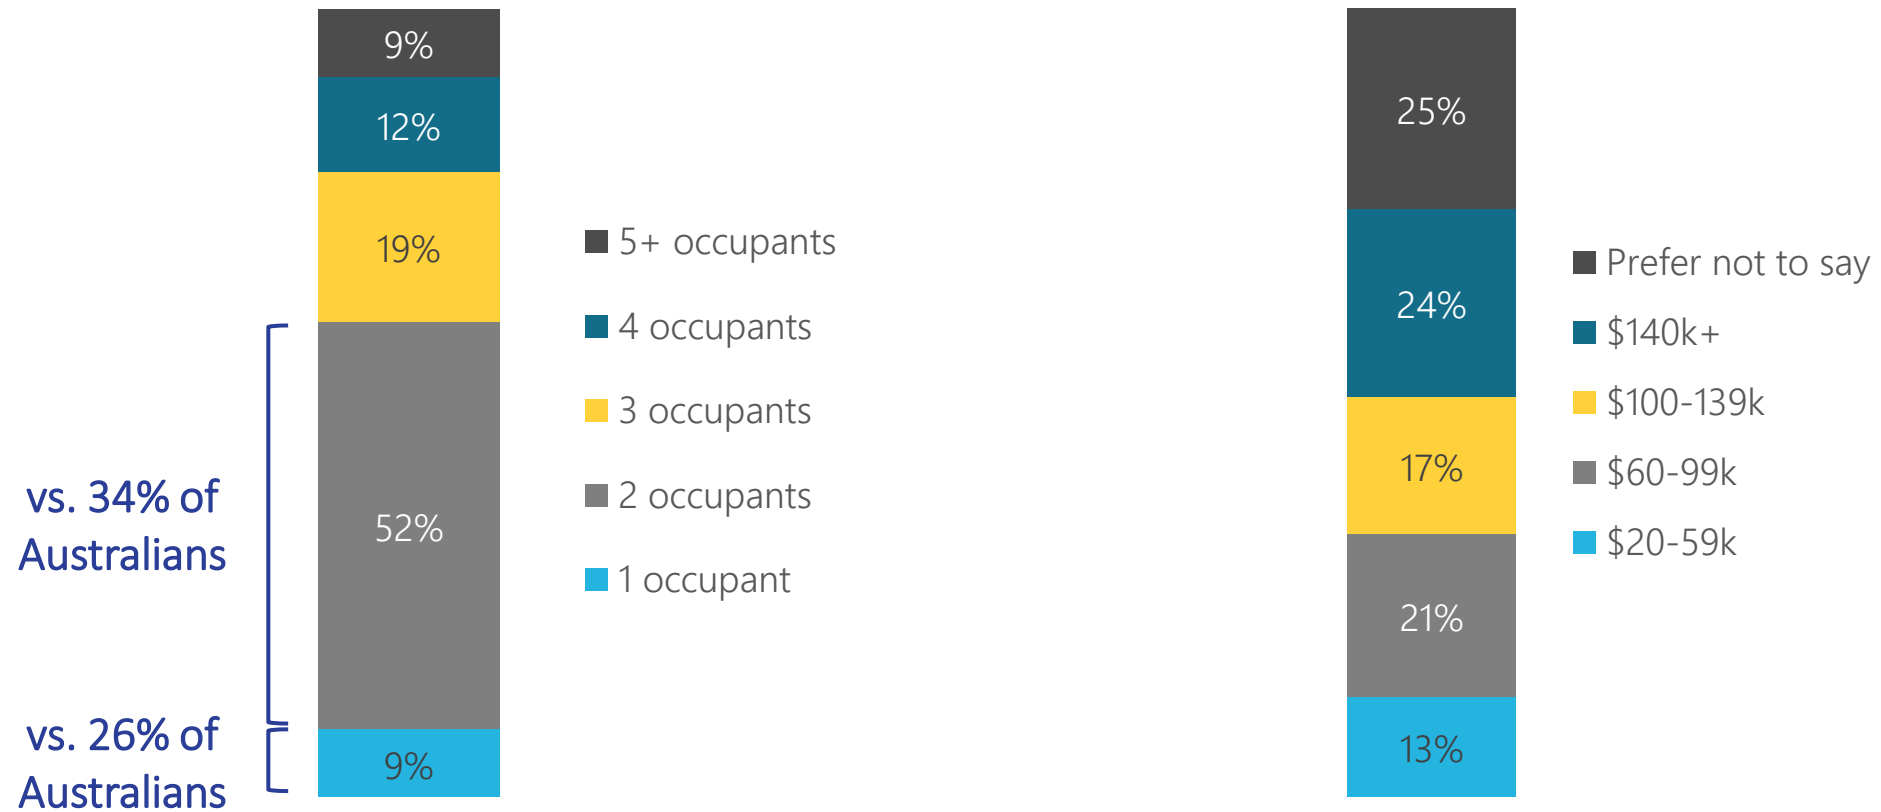 9%
12%
19%
52%
9%
vs. 34% of
Australians
vs. 26% of
Australians
5+ occupants
4 occupants
3 occupants
2 occupants
1 occupant
25%
24%
17%
21%
13%
Prefer not to say
$140k+
$100-139k
$60-99k
$20-59k